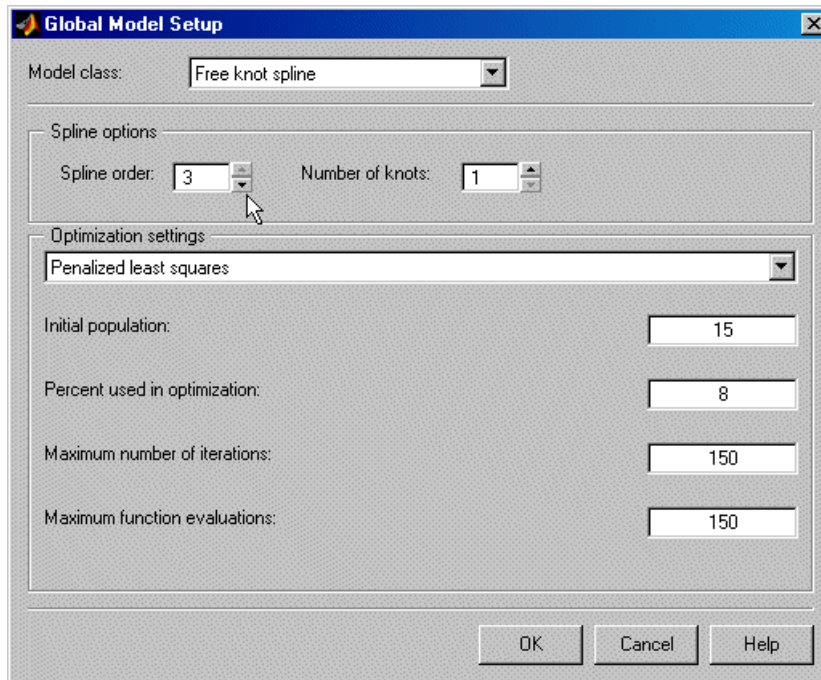 Global Model Setup
Model class: Free knot spline
Spline options
Spline order: 3 Number of knots: 1
Optimization settings
Penalized least squares
Initial population: 15
Percent used in optimization: 8
Maximum number of iterations: 150
Maximum function evaluations: 150
OK Cancel Help